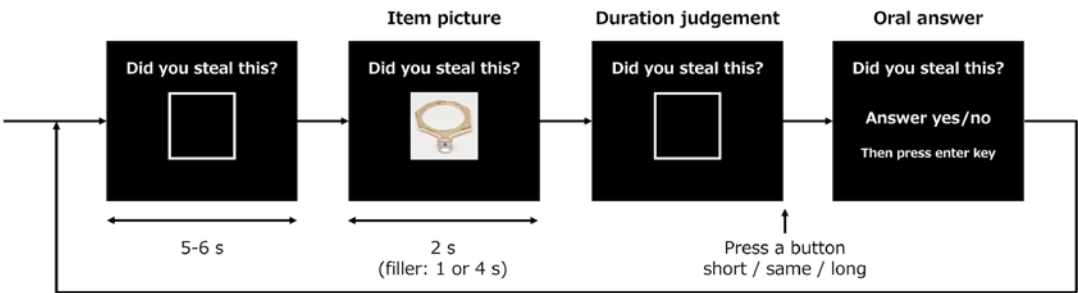 Item picture
Duration judgement
Oral answer
Did you steal this?
Did you steal this?
Did you steal this?
Did you steal this?
Answer yes/no
Then press enter key
5-6 s
2 s
(filler: 1 or 4 s)
Press a button
short / same / long